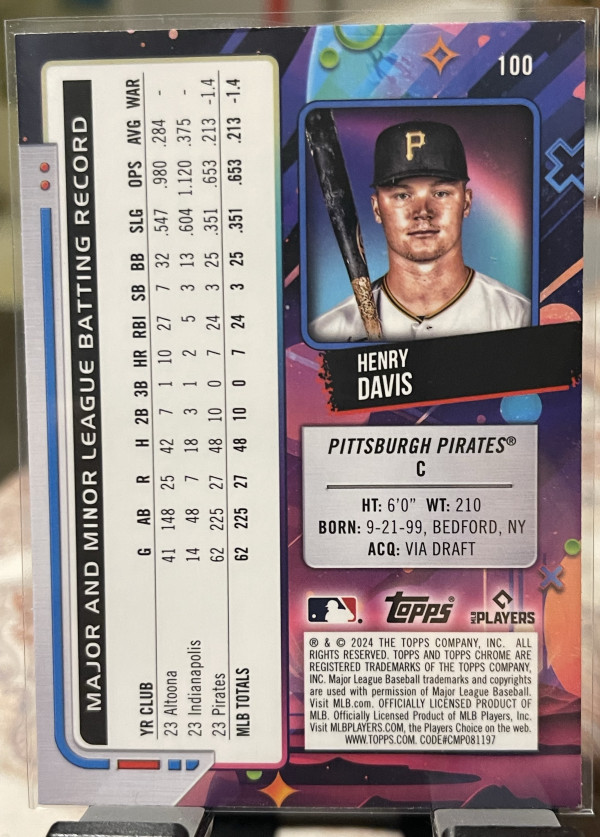 100
HENRY
DAVIS
PITTSBURGH PIRATES®
C
HT: 6'0" WT: 210
BORN: 9-21-99, BEDFORD, NY
ACQ: VIA DRAFT
topps
MLB PLAYERS
® & © 2024 THE TOPPS COMPANY, INC. ALL
RIGHTS RESERVED. TOPPS AND TOPPS CHROME ARE
REGISTERED TRADEMARKS OF THE TOPPS COMPANY,
INC. Major League Baseball trademarks and copyrights
are used with permission of Major League Baseball.
Visit MLB.com. OFFICIALLY LICENSED PRODUCT OF
MLB. Officially Licensed Product of MLB Players, Inc.
Visit MLBPLAYERS.COM, the Players Choice on the web.
WWW.TOPPS.COM. CODE#CMP081197
MAJOR AND MINOR LEAGUE BATTING RECORD
YR CLUB G AB R H 2B 3B HR RBI SB BB SLG OPS AVG WAR
23 Altoona 41 148 25 42 7 1 10 27 7 32 .547 .980 .284 -
23 Indianapolis 14 48 7 18 3 1 2 5 3 13 .604 1.120 .375 -
23 Pirates 62 225 27 48 10 0 7 24 3 25 .351 .653 .213 -1.4
MLB TOTALS 62 225 27 48 10 0 7 24 3 25 .351 .653 .213 -1.4
P